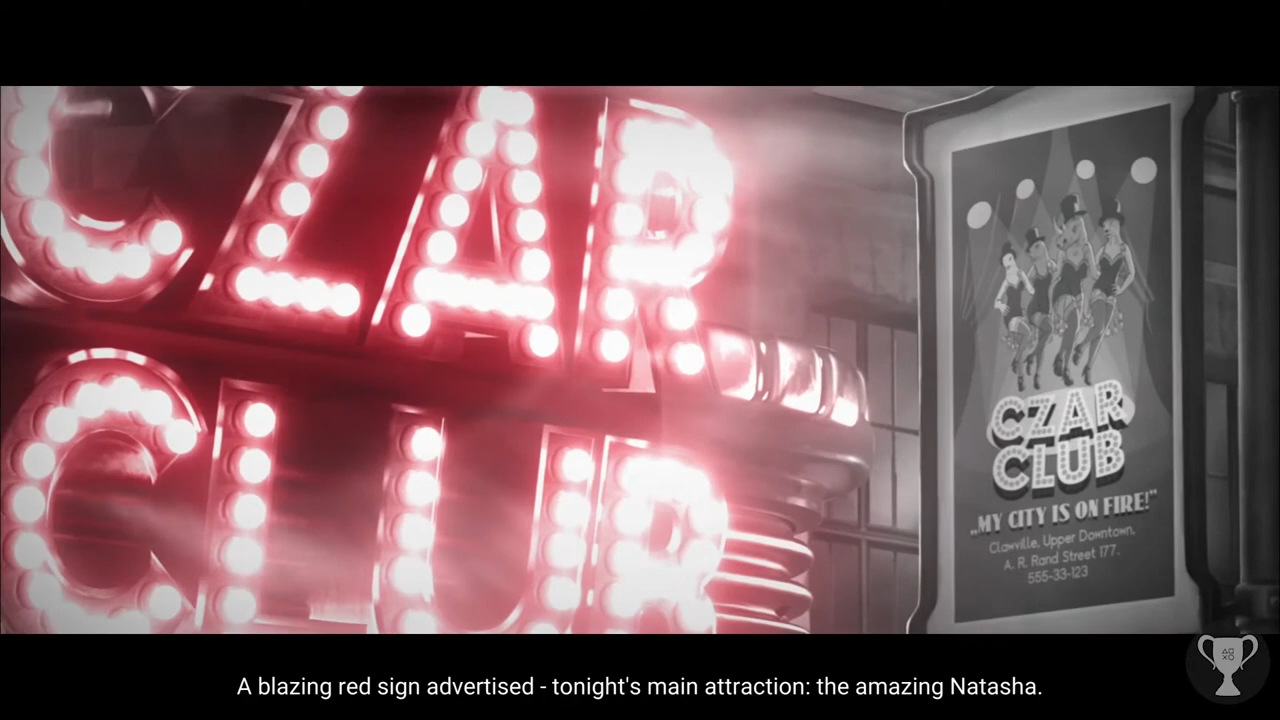 CZAR
CLUB
CZAR
CLUB
„MY CITY IS ON FIRE!”
Clawville, Upper Downtown,
A. R. Rand Street 177.
555-33-123
A blazing red sign advertised - tonight's main attraction: the amazing Natasha.